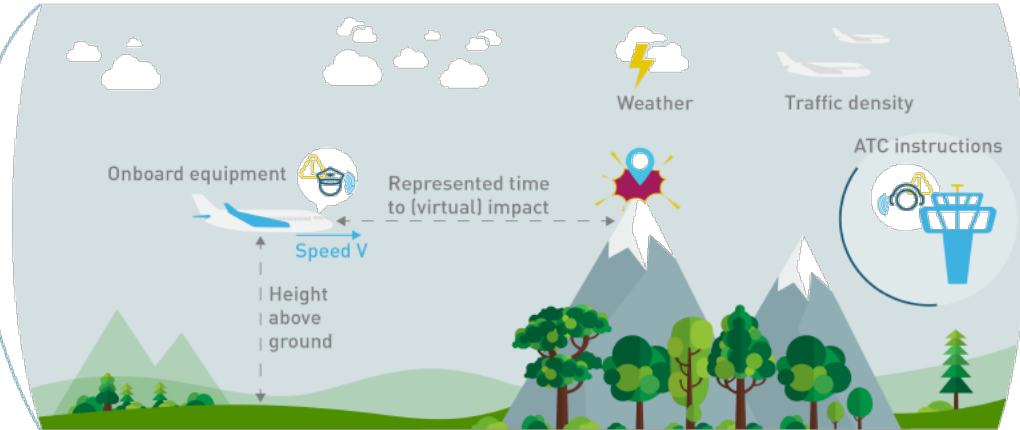 Weather
Traffic density
ATC instructions
Onboard equipment
Represented time
to (virtual) impact
Speed V
Height
above
ground